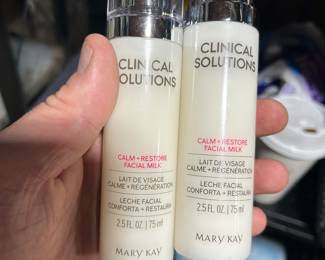 CLINICAL
SOLUTIONS
CALM + RESTORE
FACIAL MILK
LAIT DE VISAGE
CALME + RÉGÉNÉRATION
LECHE FACIAL
CONFORTA + RESTAURA
2.5 FL. OZ. | 75 ml
MARY KAY
CLINICAL
SOLUTIONS
CALM + RESTORE
FACIAL MILK
LAIT DE VISAGE
CALME + RÉGÉNÉRATION
LECHE FACIAL
CONFORTA + RESTAURA
2.5 FL. OZ. | 75 ml
MARY KAY